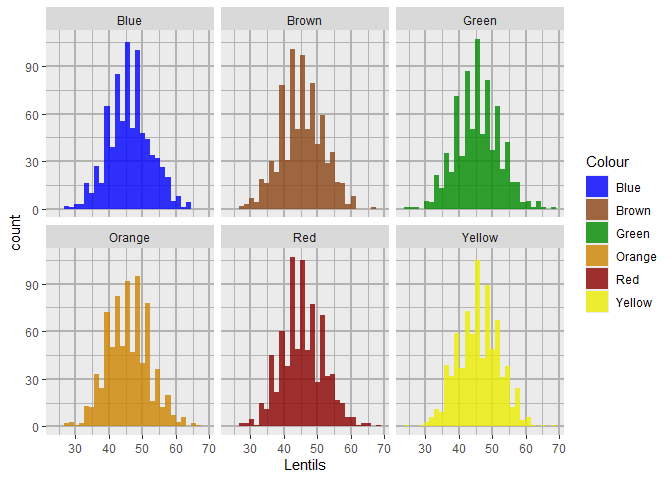 Blue Brown Green
90
60
30
0
count
Orange Red Yellow
90
60
30
0
30 40 50 60 70 30 40 50 60 70 30 40 50 60 70
Lentils
Colour
Blue
Brown
Green
Orange
Red
Yellow